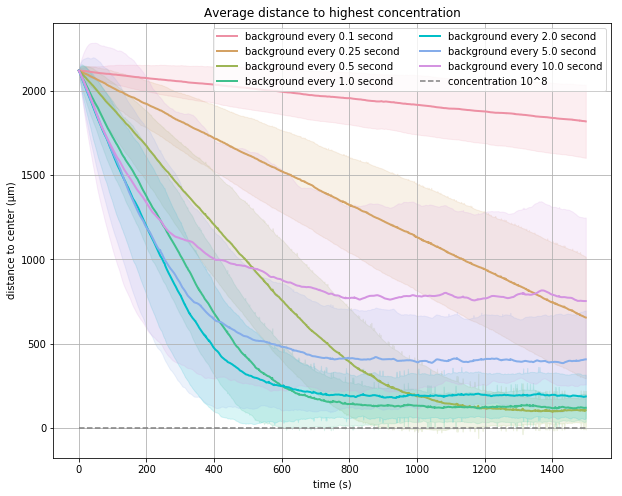 Average distance to highest concentration
background every 0.1 second
background every 0.25 second
background every 0.5 second
background every 1.0 second
background every 2.0 second
background every 5.0 second
background every 10.0 second
concentration 10^8
distance to center (µm)
2000
1500
1000
500
0
0 200 400 600 800 1000 1200 1400
time (s)